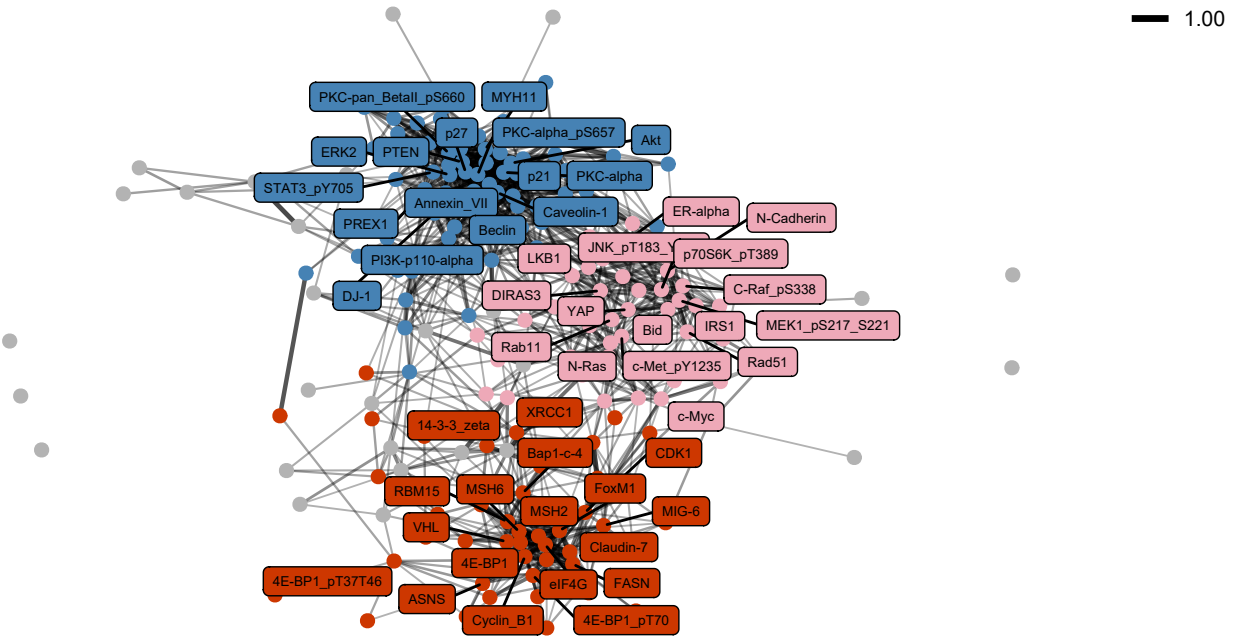 1.00
PKC-pan_BetaII_pS660
MYH11
p27
PKC-alpha_pS657
Akt
ERK2
PTEN
p21
PKC-alpha
STAT3_pY705
Annexin_VII
Caveolin-1
PREX1
Beclin
ER-alpha
N-Cadherin
PI3K-p110-alpha
LKB1
JNK_pT183_Y
p70S6K_pT389
DJ-1
DIRAS3
C-Raf_pS338
YAP
Bid
IRS1
MEK1_pS217_S221
Rab11
N-Ras
c-Met_pY1235
Rad51
XRCC1
c-Myc
14-3-3_zeta
Bap1-c-4
CDK1
RBM15
MSH6
FoxM1
MSH2
MIG-6
VHL
Claudin-7
4E-BP1
4E-BP1_pT37T46
ASNS
eIF4G
FASN
Cyclin_B1
4E-BP1_pT70